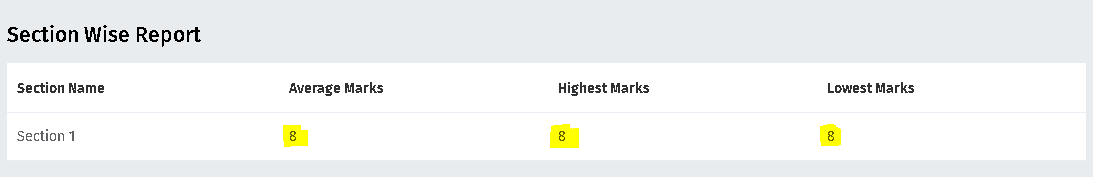 Section Wise Report
Section Name Average Marks Highest Marks Lowest Marks
Section 1 8 8 8